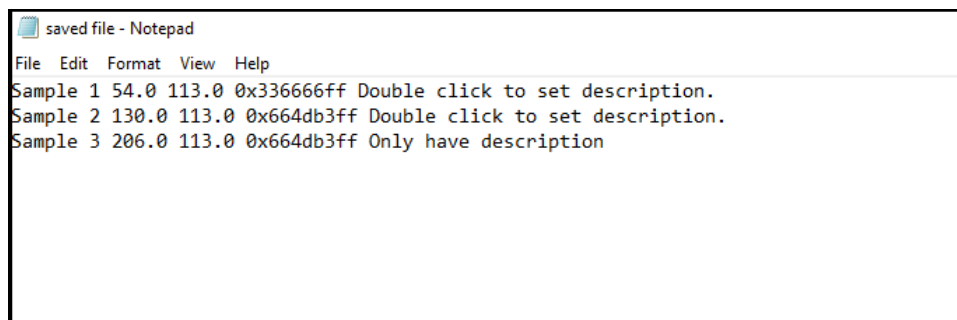 saved file - Notepad
File Edit Format View Help
Sample 1 54.0 113.0 0x336666ff Double click to set description.
Sample 2 130.0 113.0 0x664db3ff Double click to set description.
Sample 3 206.0 113.0 0x664db3ff Only have description